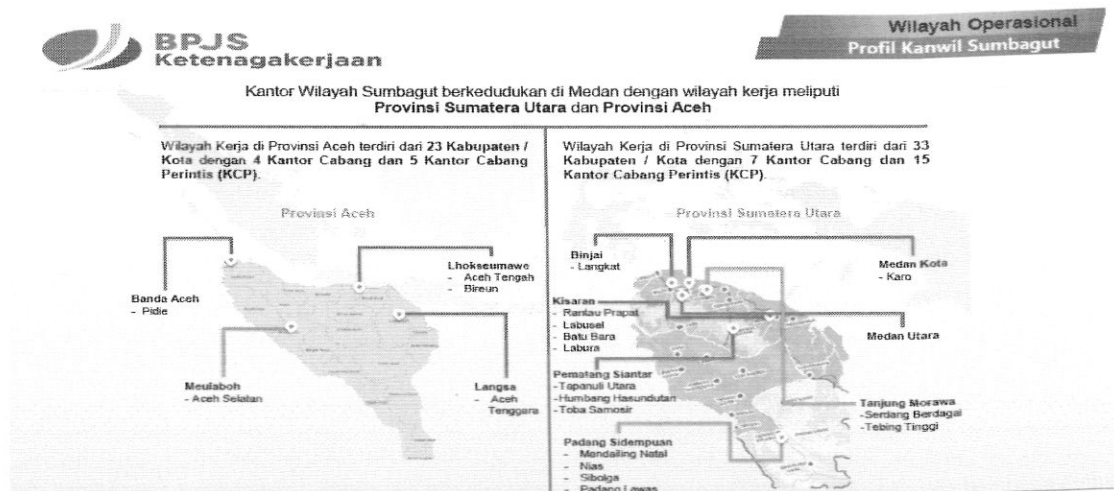 BPJS
Ketenagakerjaan
Wilayah Operasional
Profil Kanwil Sumbagut
Kantor Wilayah Sumbagut berkedudukan di Medan dengan wilayah kerja meliputi
Provinsi Sumatera Utara dan Provinsi Aceh
Wilayah Kerja di Provinsi Aceh terdiri dari 23 Kabupaten /
Kota dengan 4 Kantor Cabang dan 5 Kantor Cabang
Perintis (KCP).
Provinsi Aceh
Banda Aceh
- Pidie
Lhokseumawe
- Aceh Tengah
- Bireun
Meulaboh
- Aceh Selatan
Langsa
- Aceh
Tenggara
Wilayah Kerja di Provinsi Sumatera Utara terdiri dari 33
Kabupaten / Kota dengan 7 Kantor Cabang dan 15
Kantor Cabang Perintis (KCP).
Provinsi Sumatera Utara
Binjai
- Langkat
Medan Kota
- Karo
Kisaran
- Rantau Prapat
- Labusel
- Batu Bara
- Labura
Medan Utara
Pematang Siantar
-Tapanuli Utara
-Humbang Hasundutan
-Toba Samosir
Tanjung Morawa
-Serdang Berdagai
-Tebing Tinggi
Padang Sidempuan
- Mandailing Natal
- Nias
- Sibolga
- Padang Lawas